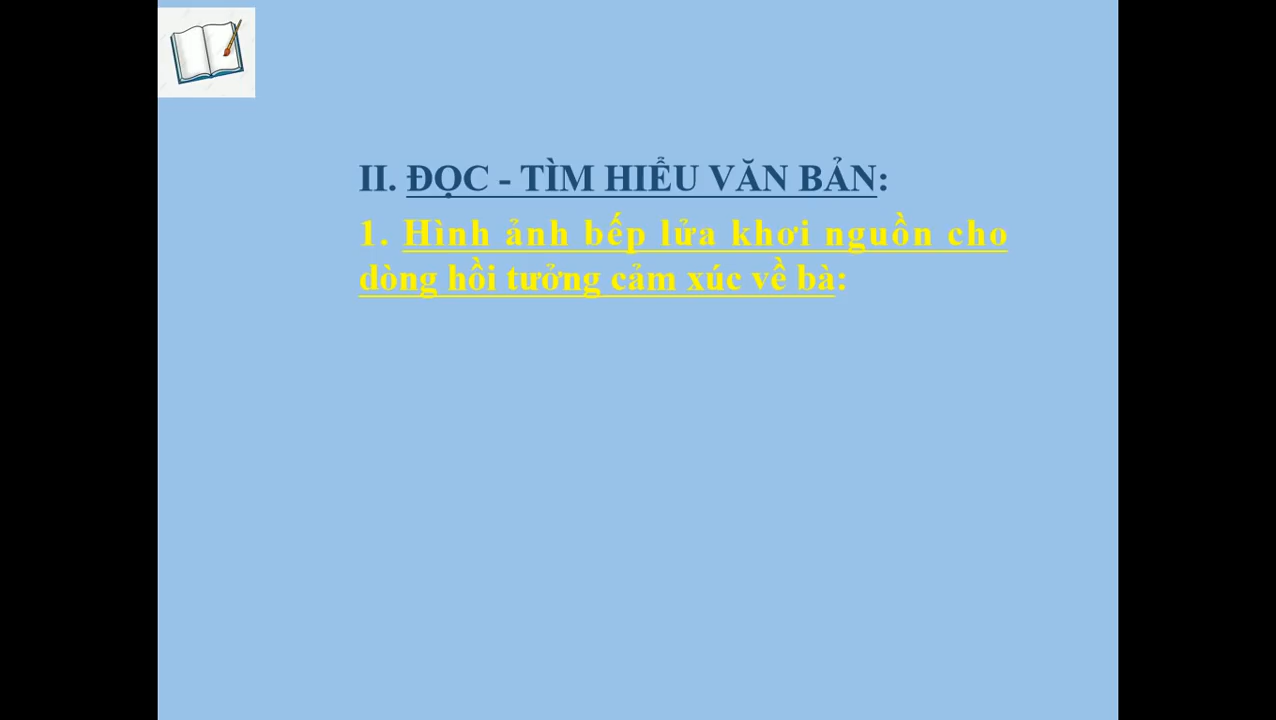 II. ĐỌC - TÌM HIỂU VĂN BẢN:
1. Hình ảnh bếp lửa khơi nguồn cho
dòng hồi tưởng cảm xúc về bà: